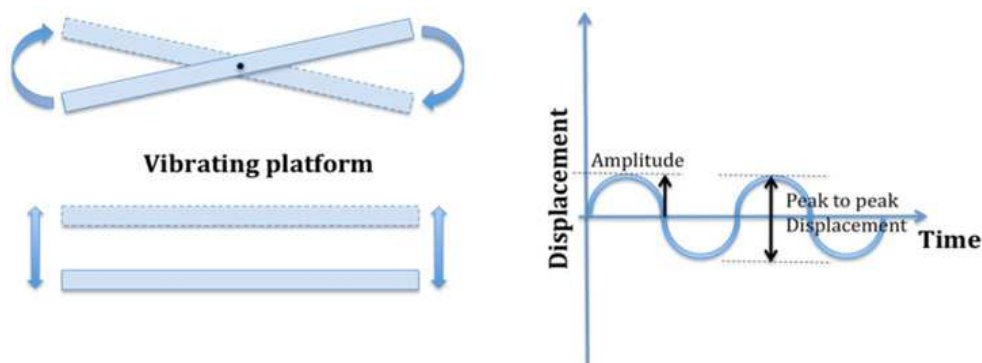 Vibrating platform
Displacement
Amplitude
Peak to peak
Displacement
Time